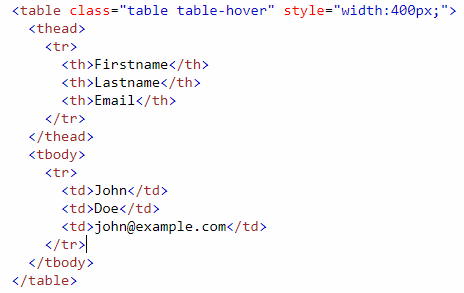 <table class="table table-hover" style="width:400px;">
  <thead>
    <tr>
      <th>Firstname</th>
      <th>Lastname</th>
      <th>Email</th>
    </tr>
  </thead>
  <tbody>
    <tr>
      <td>John</td>
      <td>Doe</td>
      <td>john@example.com</td>
    </tr>
  </tbody>
</table>